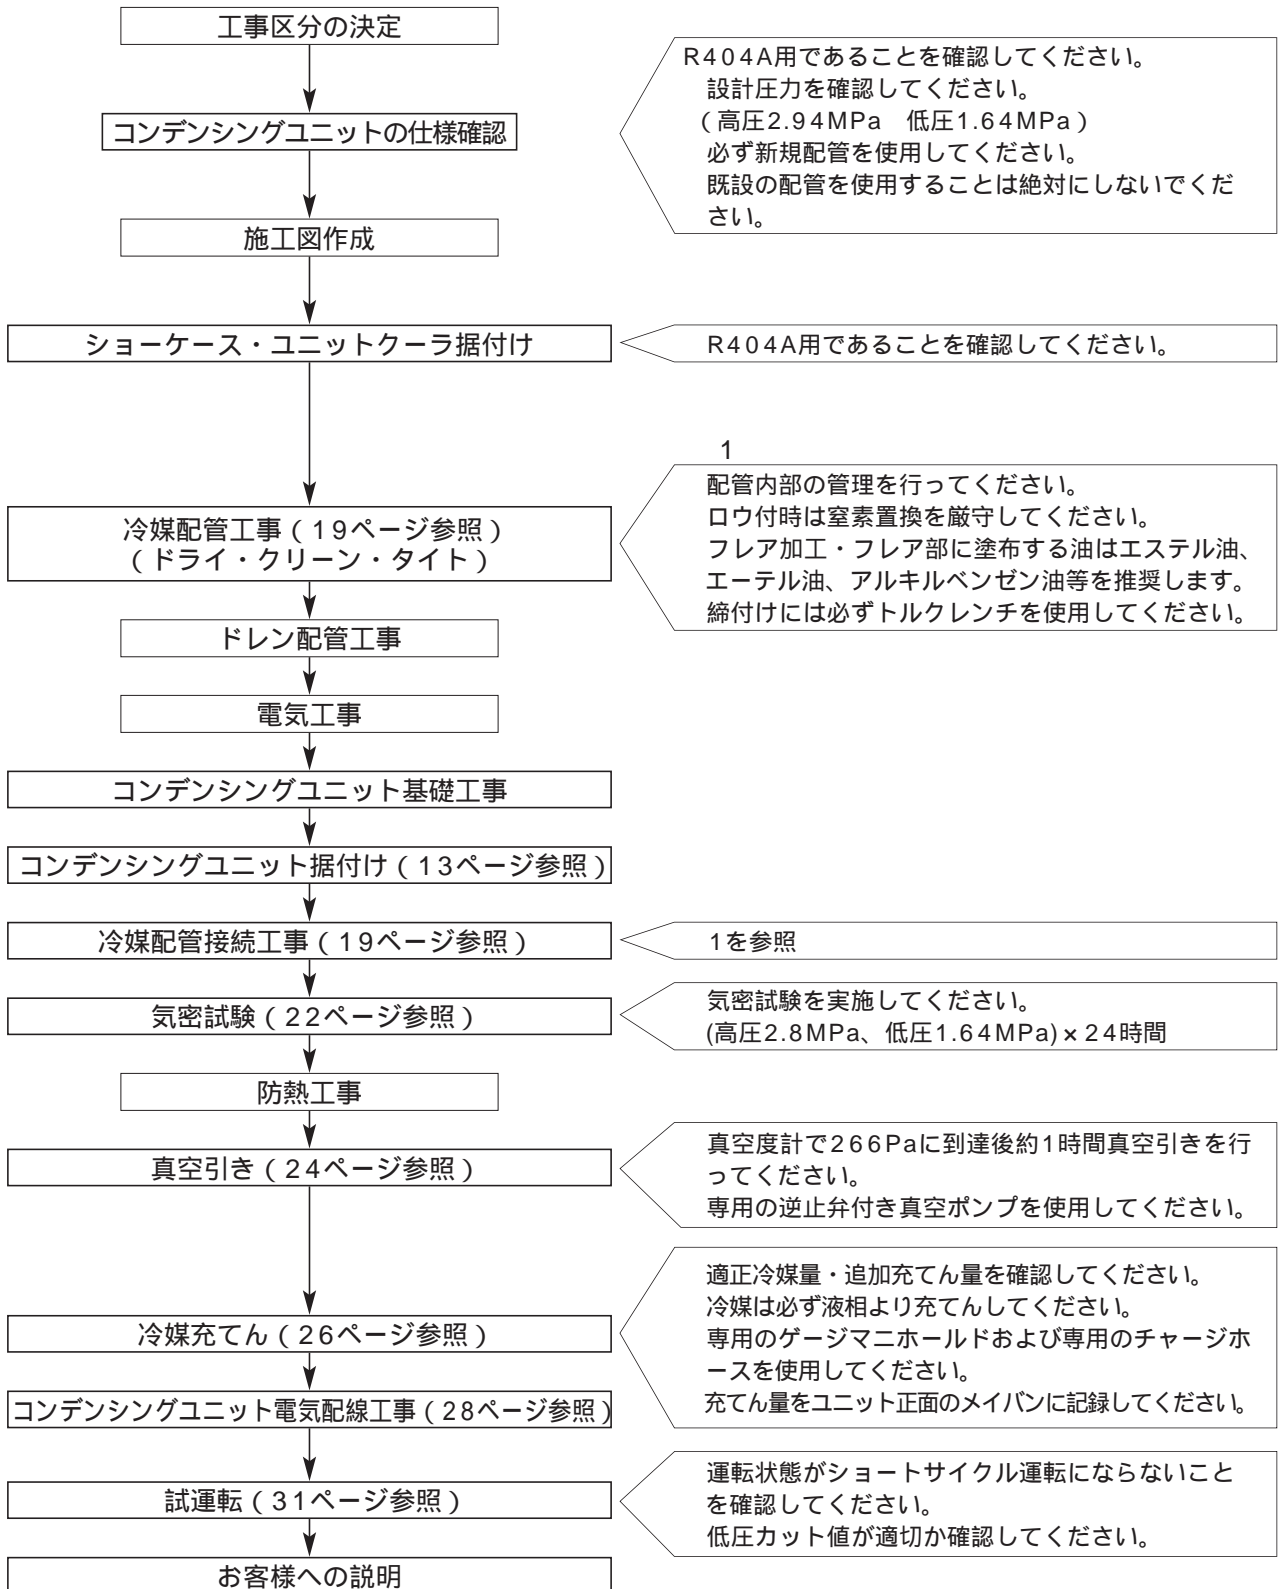 工事区分の決定
R404A用であることを確認してください。
設計圧力を確認してください。
(高圧2.94MPa 低圧1.64MPa)
必ず新規配管を使用してください。
既設の配管を使用することは絶対にしないでくだ
さい。
コンデンシングユニットの仕様確認
施工図作成
ショーケース・ユニットクーラ据付け
R404A用であることを確認してください。
1
配管内部の管理を行ってください。
ロウ付時は窒素置換を厳守してください。
フレア加工・フレア部に塗布する油はエステル油、
エーテル油、アルキルベンゼン油等を推奨します。
締付けには必ずトルクレンチを使用してください。
冷媒配管工事(19ページ参照)
(ドライ・クリーン・タイト)
ドレン配管工事
電気工事
コンデンシングユニット基礎工事
コンデンシングユニット据付け(13ページ参照)
冷媒配管接続工事(19ページ参照)
1を参照
気密試験(22ページ参照)
気密試験を実施してください。
(高圧2.8MPa、低圧1.64MPa)×24時間
防熱工事
真空引き(24ページ参照)
真空度計で266Paに到達後約1時間真空引きを行
ってください。
専用の逆止弁付き真空ポンプを使用してください。
冷媒充てん(26ページ参照)
適正冷媒量・追加充てん量を確認してください。
冷媒は必ず液相より充てんしてください。
専用のゲージマニホールドおよび専用のチャージホ
ースを使用してください。
充てん量をユニット正面のメイバンに記録してください。
コンデンシングユニット電気配線工事(28ページ参照)
試運転(31ページ参照)
運転状態がショートサイクル運転にならないこと
を確認してください。
低圧カット値が適切か確認してください。
お客様への説明